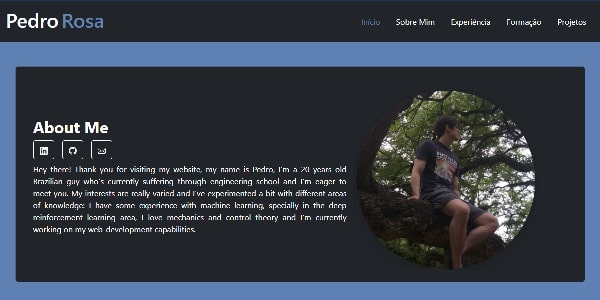 Pedro Rosa
Início Sobre Mim Experiência Formação Projetos
About Me
Hey there! Thank you for visiting my website, my name is Pedro, I'm a 20 years old
Brazilian guy who's currently suffering through engineering school and I'm eager to
meet you. My interests are really varied and I've experimented a bit with different areas
of knowledge: I have some experience with machine learning, specially in the deep
reinforcement learning area, I love mechanics and control theory and I'm currently
working on my web development capabilities.